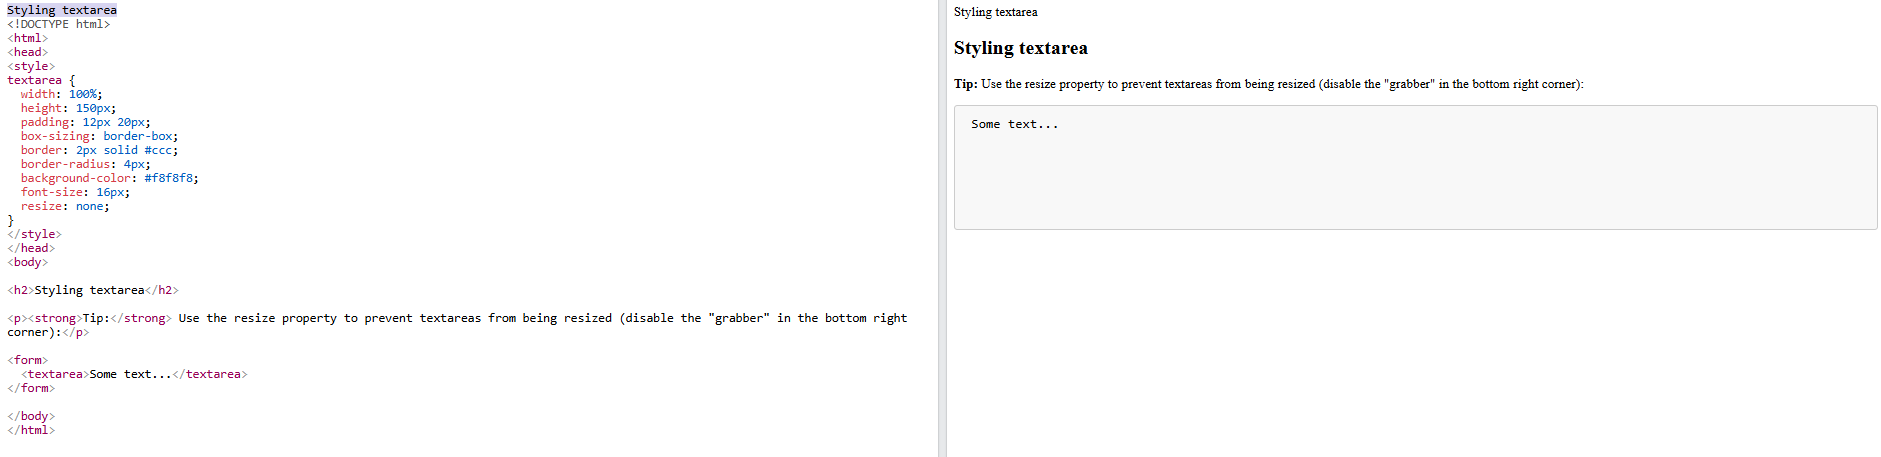 Styling textarea
<!DOCTYPE html>
<html>
<head>
<style>
textarea {
  width: 100%;
  height: 150px;
  padding: 12px 20px;
  box-sizing: border-box;
  border: 2px solid #ccc;
  border-radius: 4px;
  background-color: #f8f8f8;
  font-size: 16px;
  resize: none;
}
</style>
</head>
<body>

<h2>Styling textarea</h2>

<p><strong>Tip:</strong> Use the resize property to prevent textareas from being resized (disable the "grabber" in the bottom right
corner):</p>

<form>
  <textarea>Some text...</textarea>
</form>

</body>
</html>
Styling textarea
Styling textarea
Tip: Use the resize property to prevent textareas from being resized (disable the "grabber" in the bottom right corner):
Some text...